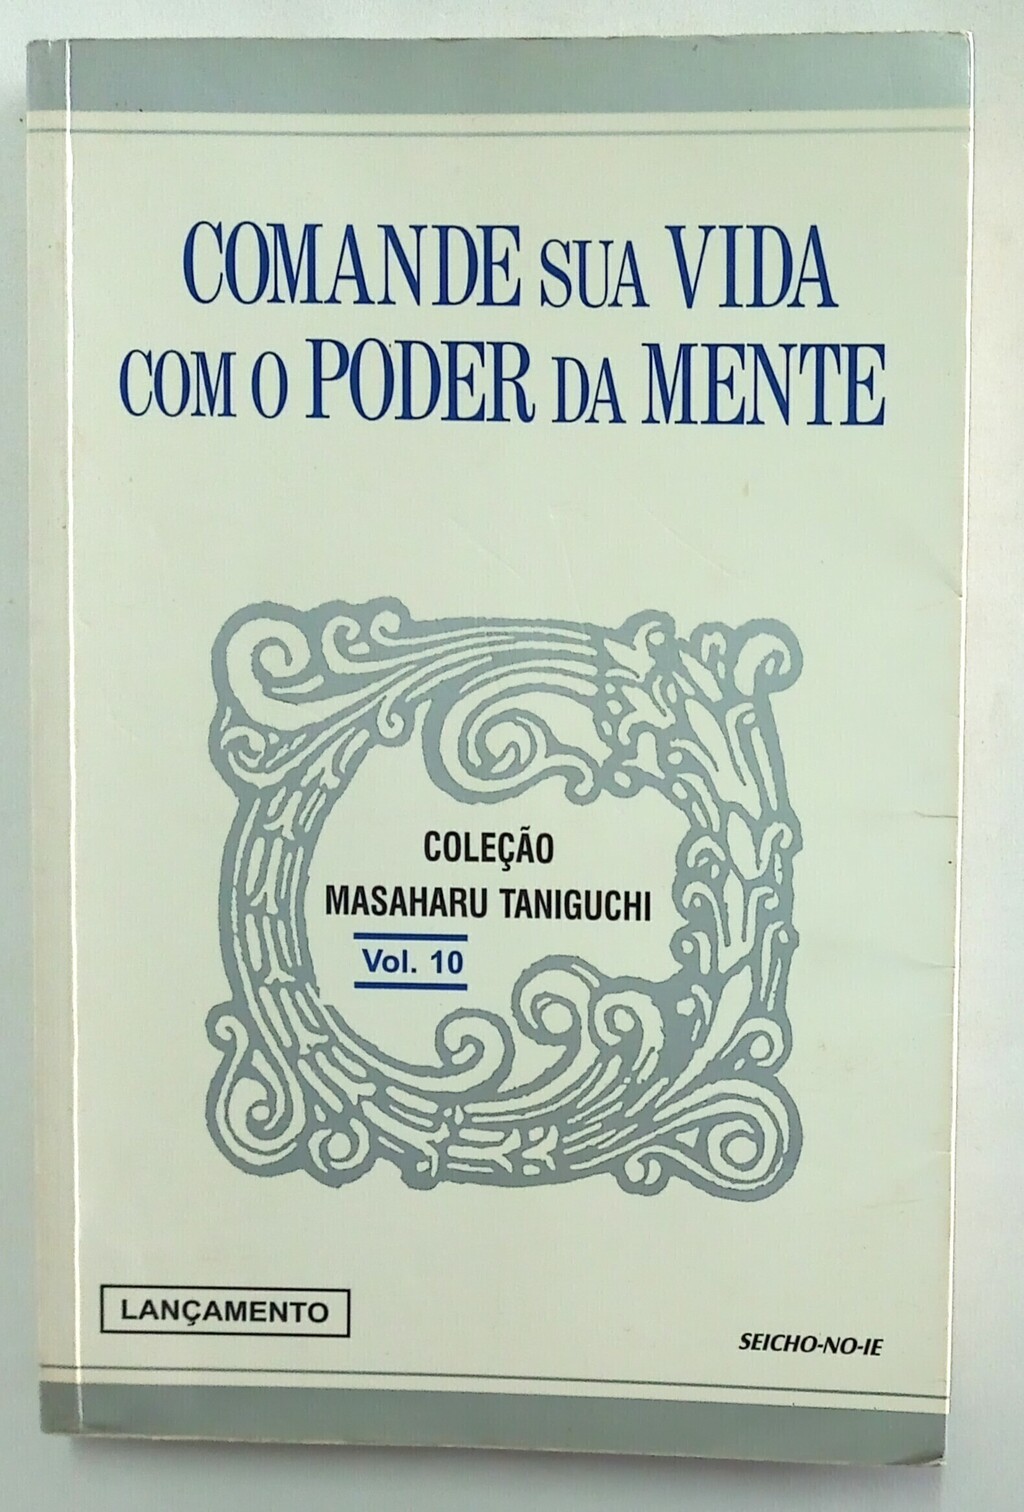 COMANDE SUA VIDA
COM O PODER DA MENTE
COLEÇÃO
MASAHARU TANIGUCHI
Vol. 10
LANÇAMENTO
SEICHO-NO-IE